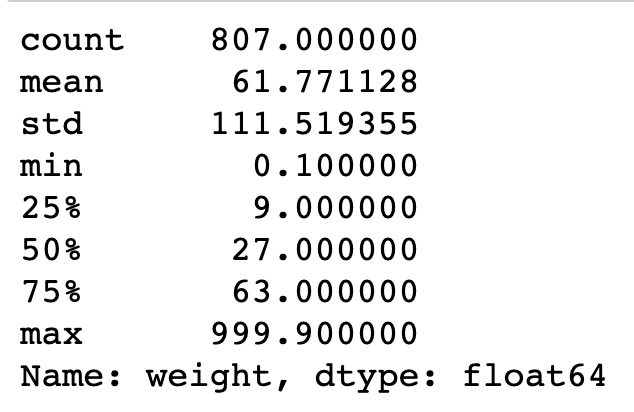 count 807.000000
mean 61.771128
std 111.519355
min 0.100000
25% 9.000000
50% 27.000000
75% 63.000000
max 999.900000
Name: weight, dtype: float64